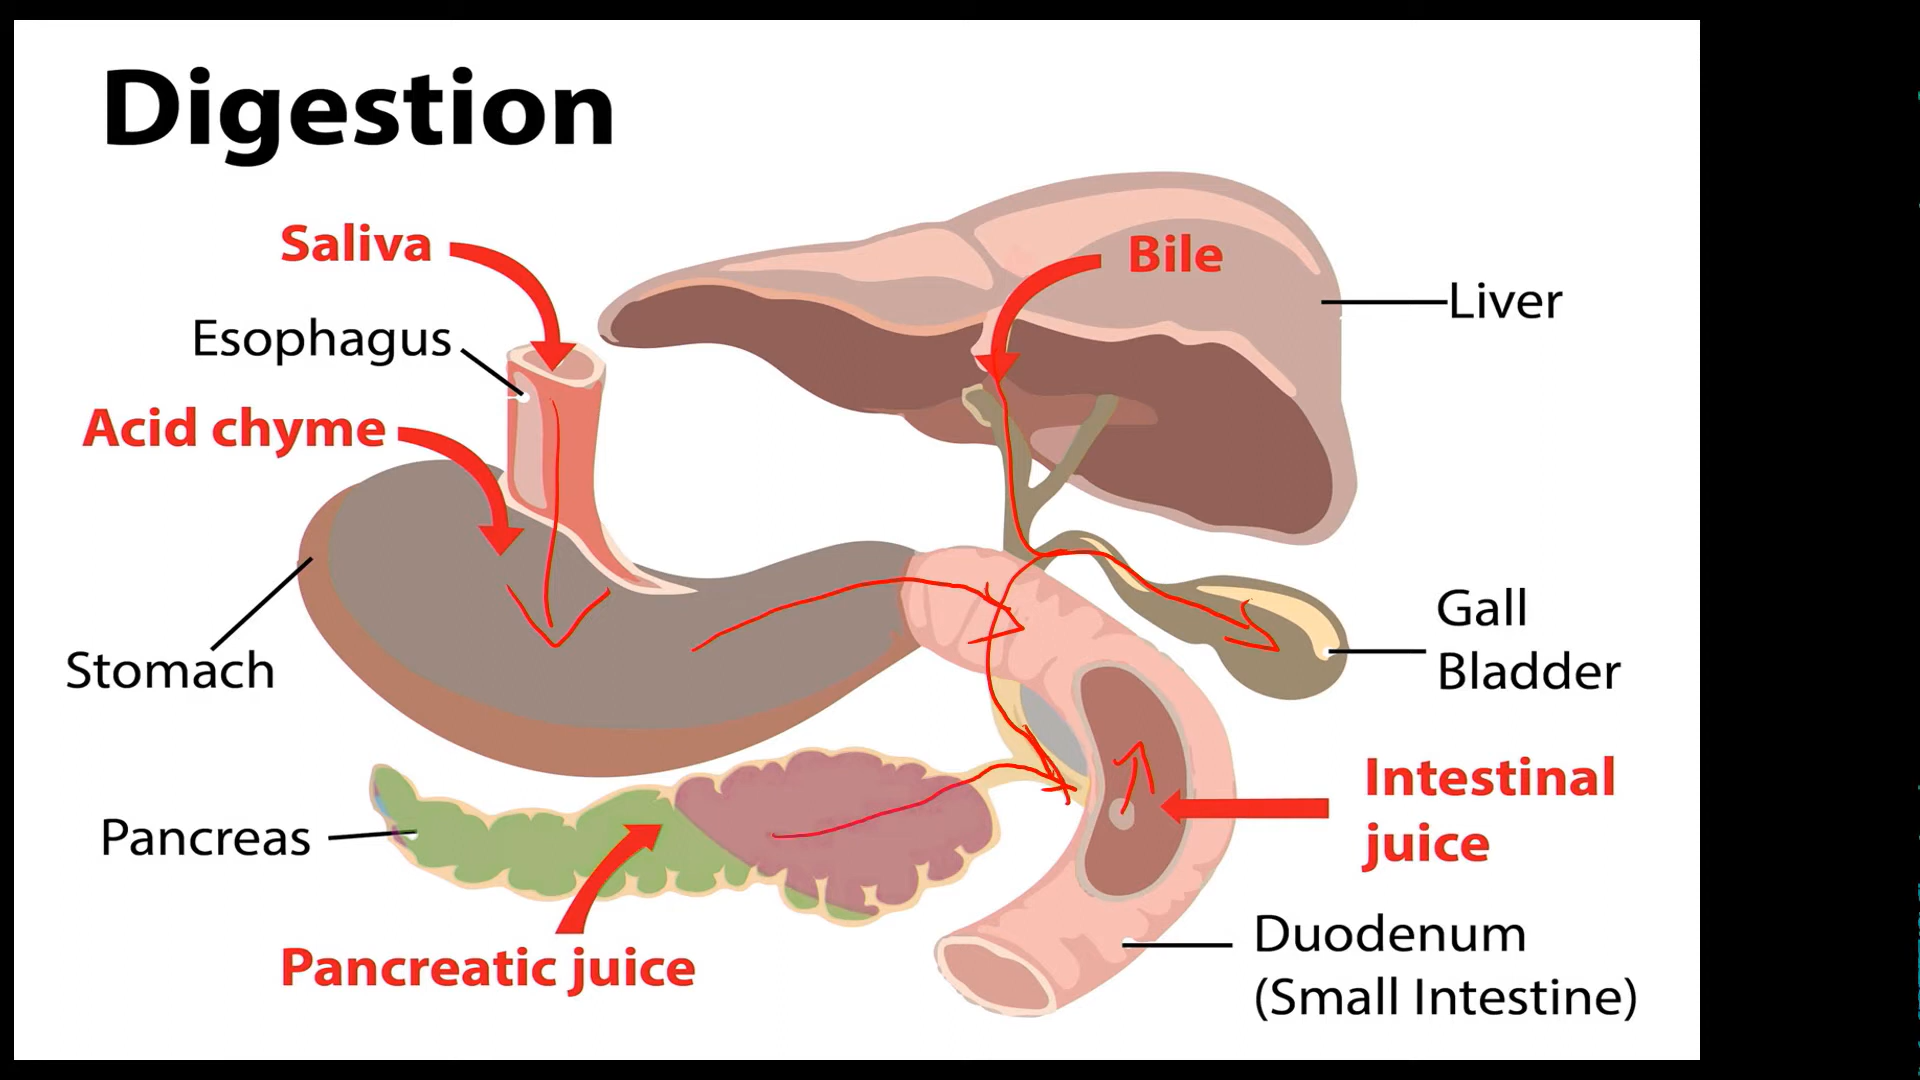 Digestion
Saliva
Bile
Liver
Esophagus
Acid chyme
Gall
Bladder
Stomach
Intestinal
juice
Pancreas
Duodenum
(Small Intestine)
Pancreatic juice